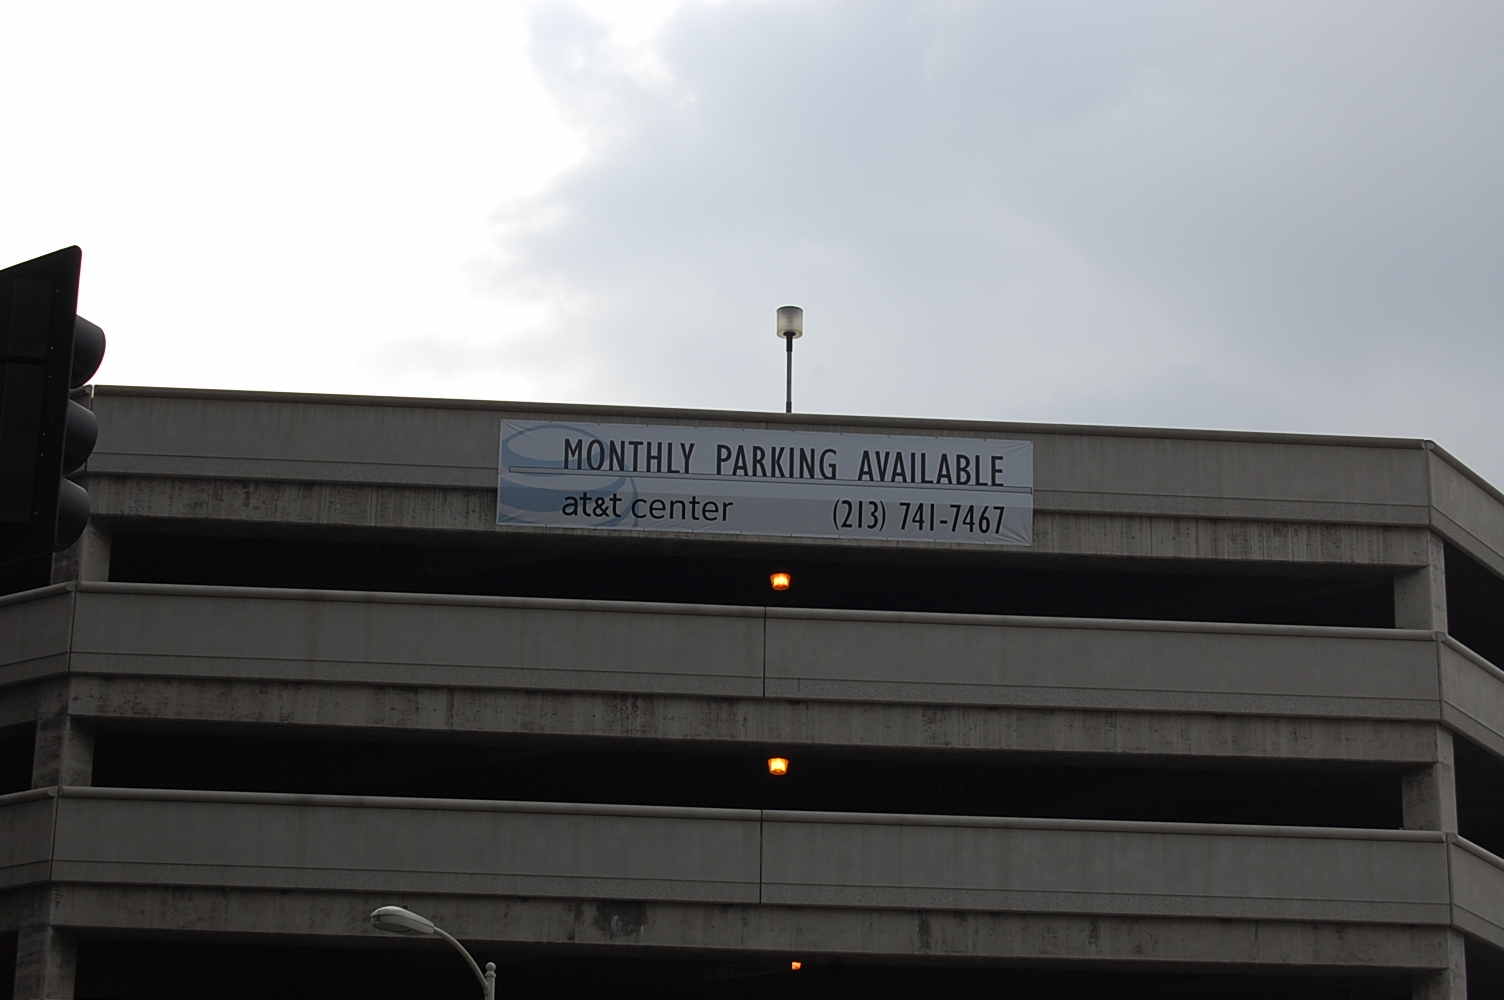 MONTHLY PARKING AVAILABLE
at&t center (213) 741-7467